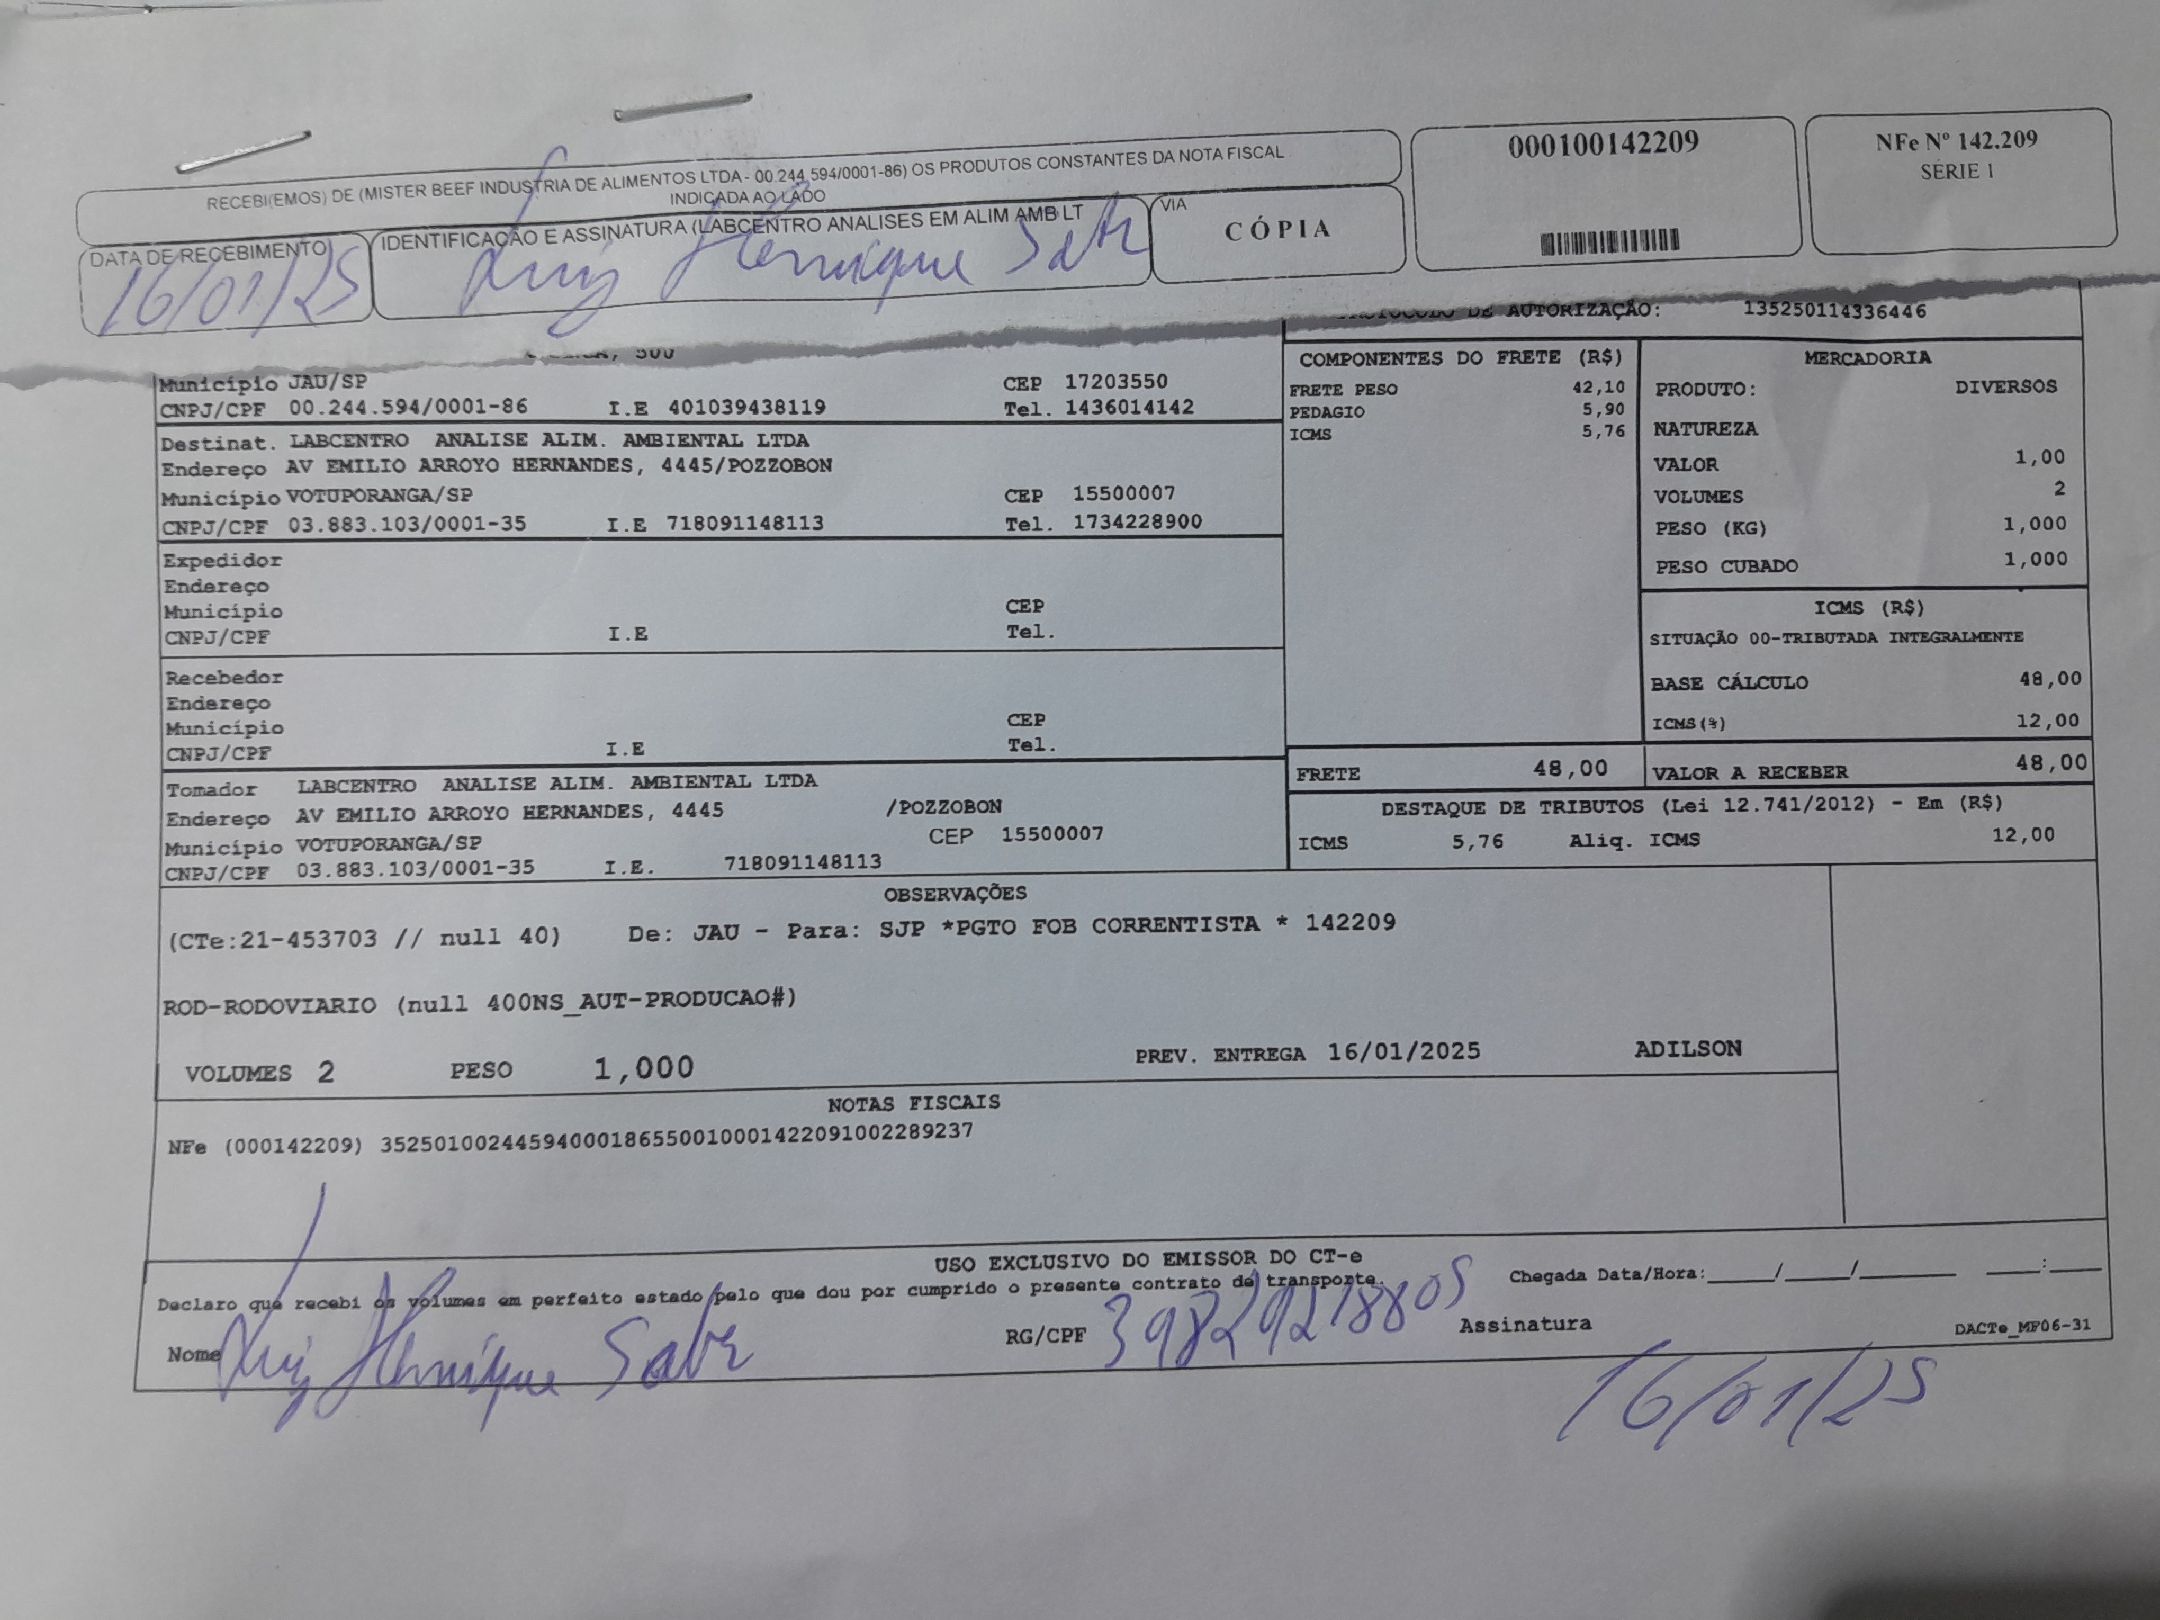 RECEBI(EMOS) DE (MISTER BEEF INDUSTRIA DE ALIMENTOS LTDA - 00.244.594/0001-86) OS PRODUTOS CONSTANTES DA NOTA FISCAL
INDICADA AO LADO
DATA DE RECEBIMENTO
16/01/25
IDENTIFICAÇÃO E ASSINATURA (LABCENTRO ANALISES EM ALIM AMB LT
Luiz Henrique
VIA
CÓPIA
000100142209
NFe Nº 142.209
SÉRIE 1
DE AUTORIZAÇÃO: 135250114336446
, 500
Município JAU/SP CEP 17203550
CNPJ/CPF 00.244.594/0001-86 I.E 401039438119 Tel. 1436014142
Destinat. LABCENTRO ANALISE ALIM. AMBIENTAL LTDA
Endereço AV EMILIO ARROYO HERNANDES, 4445/POZZOBON
Município VOTUPORANGA/SP CEP 15500007
CNPJ/CPF 03.883.103/0001-35 I.E 718091148113 Tel. 1734228900
Expedidor
Endereço
Município CEP
CNPJ/CPF I.E Tel.
Recebedor
Endereço
Município CEP
CNPJ/CPF I.E Tel.
Tomador LABCENTRO ANALISE ALIM. AMBIENTAL LTDA
Endereço AV EMILIO ARROYO HERNANDES, 4445 /POZZOBON
Município VOTUPORANGA/SP CEP 15500007
CNPJ/CPF 03.883.103/0001-35 I.E. 718091148113
COMPONENTES DO FRETE (R$)
FRETE PESO 42,10
PEDAGIO 5,90
ICMS 5,76
MERCADORIA
PRODUTO: DIVERSOS
NATUREZA
VALOR 1,00
VOLUMES 2
PESO (KG) 1,000
PESO CUBADO 1,000
ICMS (R$)
SITUAÇÃO 00-TRIBUTADA INTEGRALMENTE
BASE CÁLCULO 48,00
ICMS(%) 12,00
FRETE 48,00 VALOR A RECEBER 48,00
DESTAQUE DE TRIBUTOS (Lei 12.741/2012) - Em (R$)
ICMS 5,76 Aliq. ICMS 12,00
OBSERVAÇÕES
(CTe:21-453703 // null 40) De: JAU - Para: SJP *PGTO FOB CORRENTISTA * 142209
ROD-RODOVIARIO (null 400NS_AUT-PRODUCAO#)
VOLUMES 2 PESO 1,000 PREV. ENTREGA 16/01/2025 ADILSON
NOTAS FISCAIS
NFe (000142209) 35250100244594000186550010001422091002289237
USO EXCLUSIVO DO EMISSOR DO CT-e
Declaro que recebi os volumes em perfeito estado pelo que dou por cumprido o presente contrato de transporte. Chegada Data/Hora:____/____/______ ____:____
Nome Luiz Henrique RG/CPF 39829218805 Assinatura
DACTe_MF06-31
16/01/25